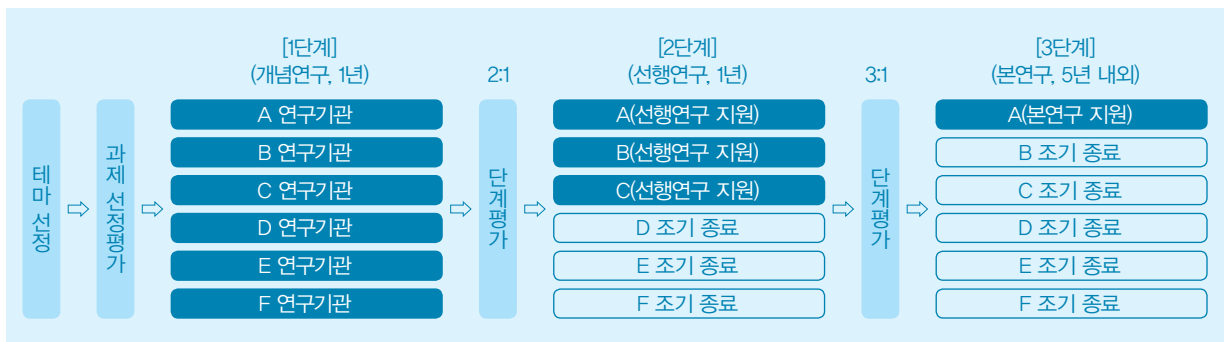 [1단계]
(개념연구, 1년)
2:1
[2단계]
(선행연구, 1년)
3:1
[3단계]
(본연구, 5년 내외)
테마 선정
과제 선정평가
A 연구기관
B 연구기관
C 연구기관
D 연구기관
E 연구기관
F 연구기관
단계평가
A(선행연구 지원)
B(선행연구 지원)
C(선행연구 지원)
D 조기 종료
E 조기 종료
F 조기 종료
단계평가
A(본연구 지원)
B 조기 종료
C 조기 종료
D 조기 종료
E 조기 종료
F 조기 종료